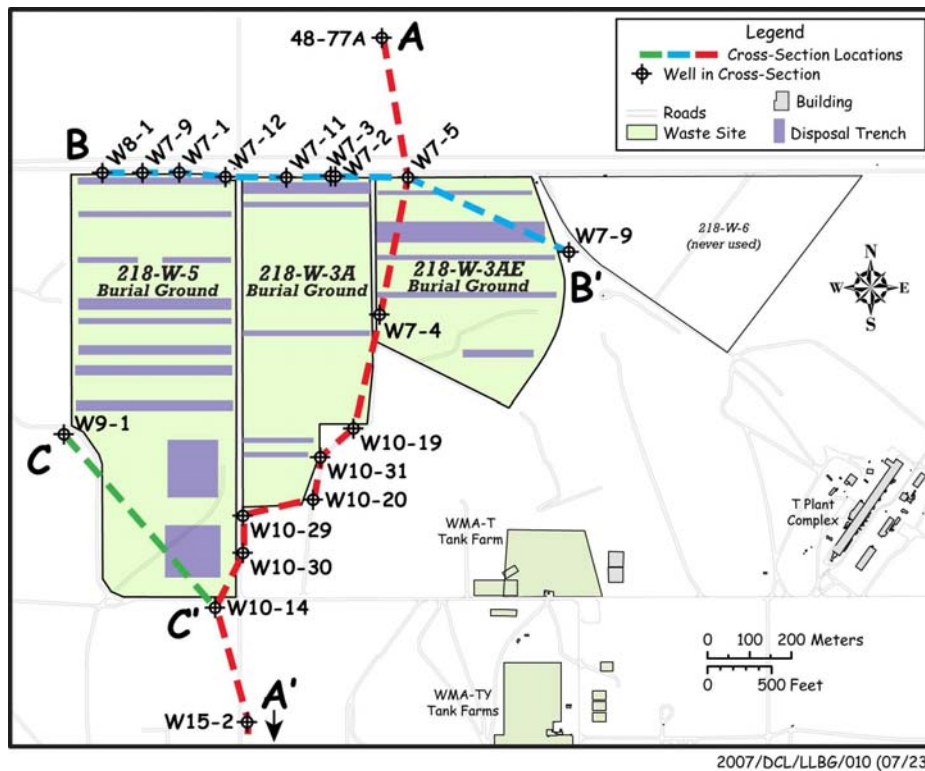 48-77A
A
Legend
Cross-Section Locations
Well in Cross-Section
Roads
Building
Waste Site
Disposal Trench
B
W8-1
W7-9
W7-1
W7-12
W7-11
W7-3
W7-2
W7-5
W7-9
B'
218-W-6
(never used)
218-W-5
Burial Ground
218-W-3A
Burial Ground
218-W-3AE
Burial Ground
N
W
E
S
W7-4
W9-1
C
W10-19
W10-31
W10-20
W10-29
W10-30
W10-14
C'
W15-2
A'
T Plant
Complex
WMA-T
Tank Farm
WMA-TY
Tank Farms
0 100 200 Meters
0 500 Feet
2007/DCL/LLBG/010 (07/23